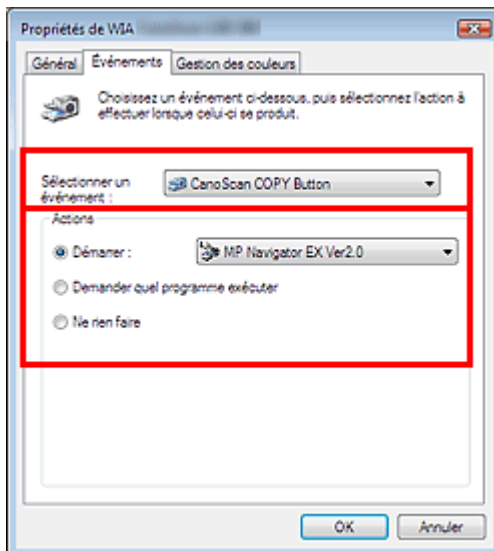 Propriétés de WIA
Général Événements Gestion des couleurs
Choisissez un événement ci-dessous, puis sélectionnez l'action à
effectuer lorsque celui-ci se produit.
Sélectionner un
événement :
CanoScan COPY Button
Actions
Démarrer : MP Navigator EX Ver2.0
Demander quel programme exécuter
Ne rien faire
OK Annuler